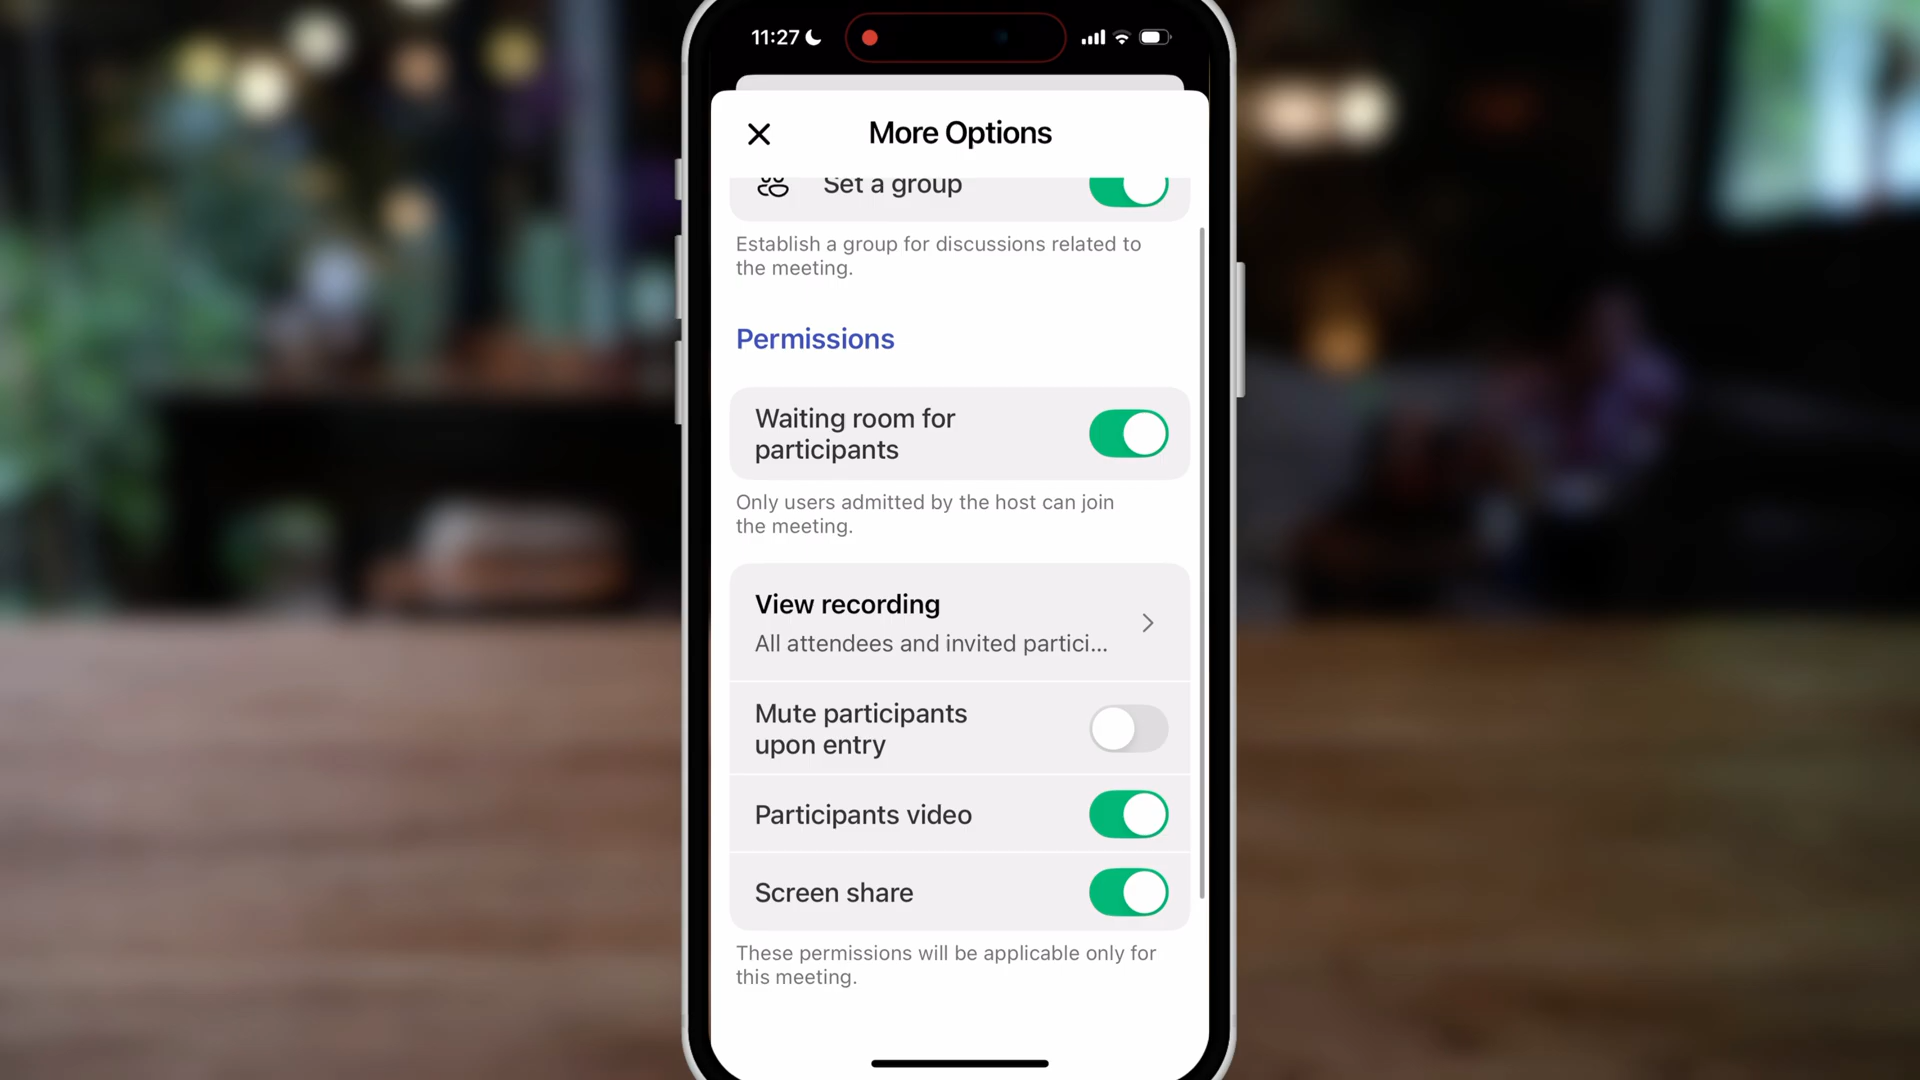 11:27
More Options
Set a group
Establish a group for discussions related to
the meeting.
Permissions
Waiting room for
participants
Only users admitted by the host can join
the meeting.
View recording
All attendees and invited partici...
Mute participants
upon entry
Participants video
Screen share
These permissions will be applicable only for
this meeting.